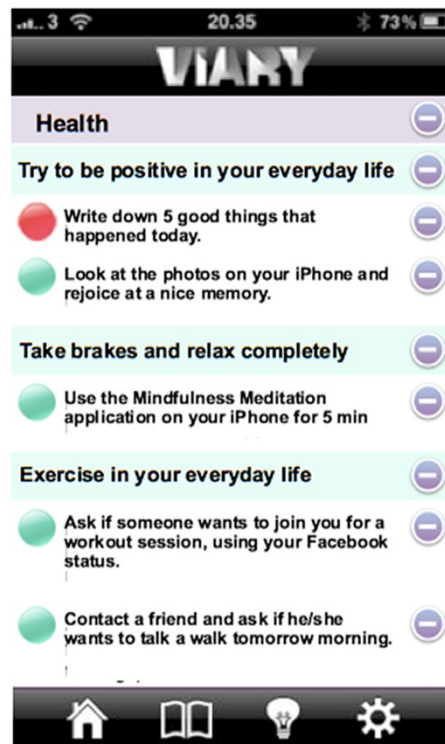 3 20.35 73%
VIARY
Health
Try to be positive in your everyday life
Write down 5 good things that
happened today.
Look at the photos on your iPhone and
rejoice at a nice memory.
Take brakes and relax completely
Use the Mindfulness Meditation
application on your iPhone for 5 min
Exercise in your everyday life
Ask if someone wants to join you for a
workout session, using your Facebook
status.
Contact a friend and ask if he/she
wants to talk a walk tomorrow morning.